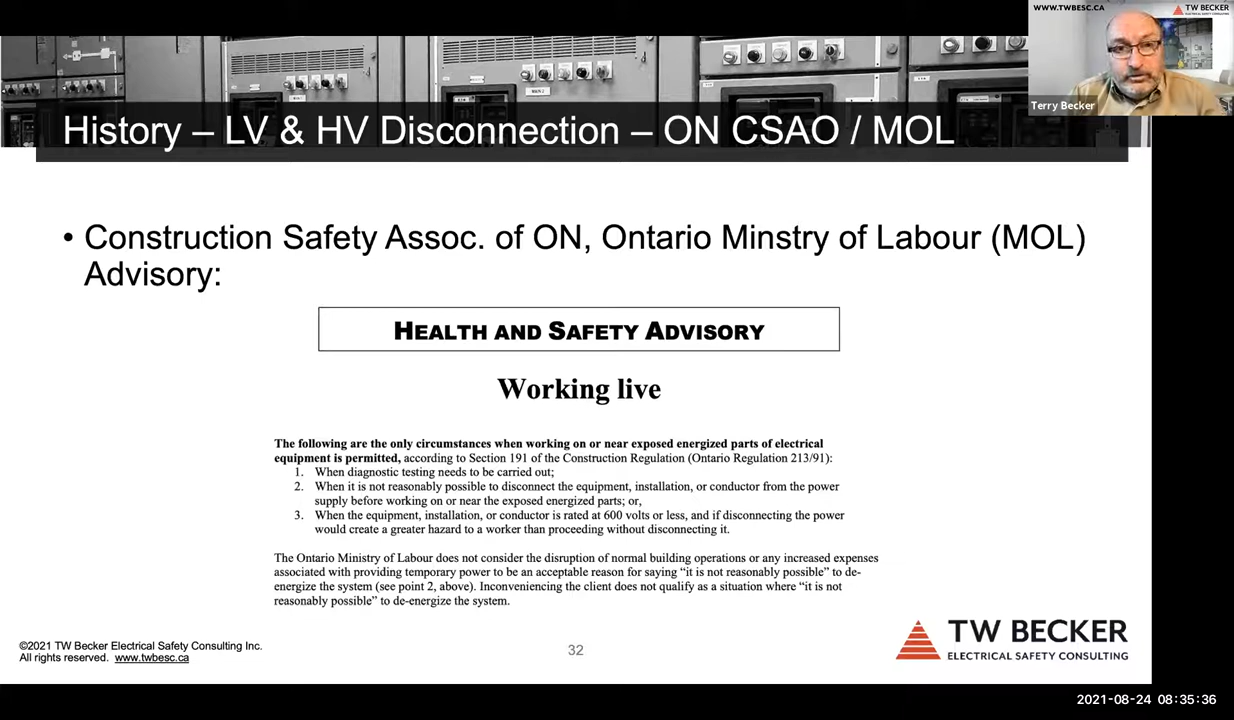 WWW.TWBESC.CA
TW BECKER
ELECTRICAL SAFETY CONSULTING
Terry Becker
History – LV & HV Disconnection – ON CSAO / MOL
• Construction Safety Assoc. of ON, Ontario Minstry of Labour (MOL)
Advisory:
HEALTH AND SAFETY ADVISORY
Working live
The following are the only circumstances when working on or near exposed energized parts of electrical
equipment is permitted, according to Section 191 of the Construction Regulation (Ontario Regulation 213/91):
1. When diagnostic testing needs to be carried out;
2. When it is not reasonably possible to disconnect the equipment, installation, or conductor from the power
supply before working on or near the exposed energized parts; or,
3. When the equipment, installation, or conductor is rated at 600 volts or less, and if disconnecting the power
would create a greater hazard to a worker than proceeding without disconnecting it.
The Ontario Ministry of Labour does not consider the disruption of normal building operations or any increased expenses
associated with providing temporary power to be an acceptable reason for saying “it is not reasonably possible” to de-
energize the system (see point 2, above). Inconveniencing the client does not qualify as a situation where “it is not
reasonably possible” to de-energize the system.
©2021 TW Becker Electrical Safety Consulting Inc.
All rights reserved. www.twbesc.ca
32
TW BECKER
ELECTRICAL SAFETY CONSULTING
2021-08-24 08:35:36